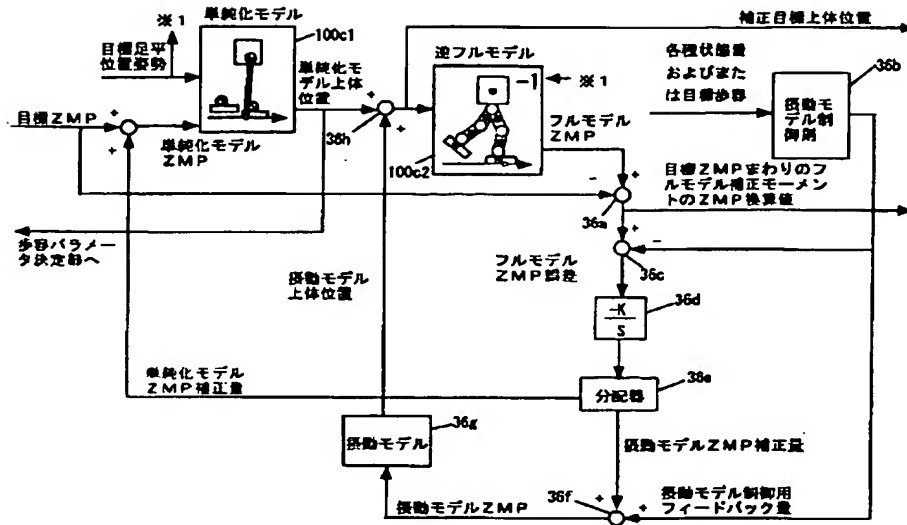 ※1
単純化モデル
100c1
補正目標上体位置
目標足平
位置姿勢
単純化モ
デル上体
位置
逆フルモデル
-1
※1
各種状態量
およびまた
は目標歩容
36b
摂動モ
デル制
御則
目標ZMP
+
+
単純化モデル
ZMP
+
+
36h
100c2
フルモデル
ZMP
目標ZMPまわりのフ
ルモデル補正モーメン
トのZMP換算値
-
+
36a
歩容パラメー
タ決定部へ
摂動モデル
上体位置
フルモデル
ZMP誤差
+
-
36c
-K
S
36d
単純化モデル
ZMP補正量
分配器
36e
摂動モデル
36g
摂動モデルZMP補正量
摂動モデルZMP
36f
+
+
摂動モデル制御用
フィードバック量